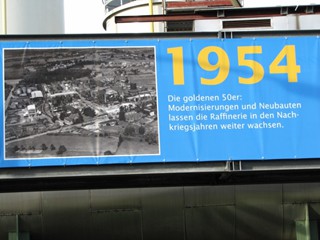 1954
Die goldenen 50er:
Modernisierungen und Neubauten
lassen die Raffinerie in den Nach-
kriegsjahren weiter wachsen.